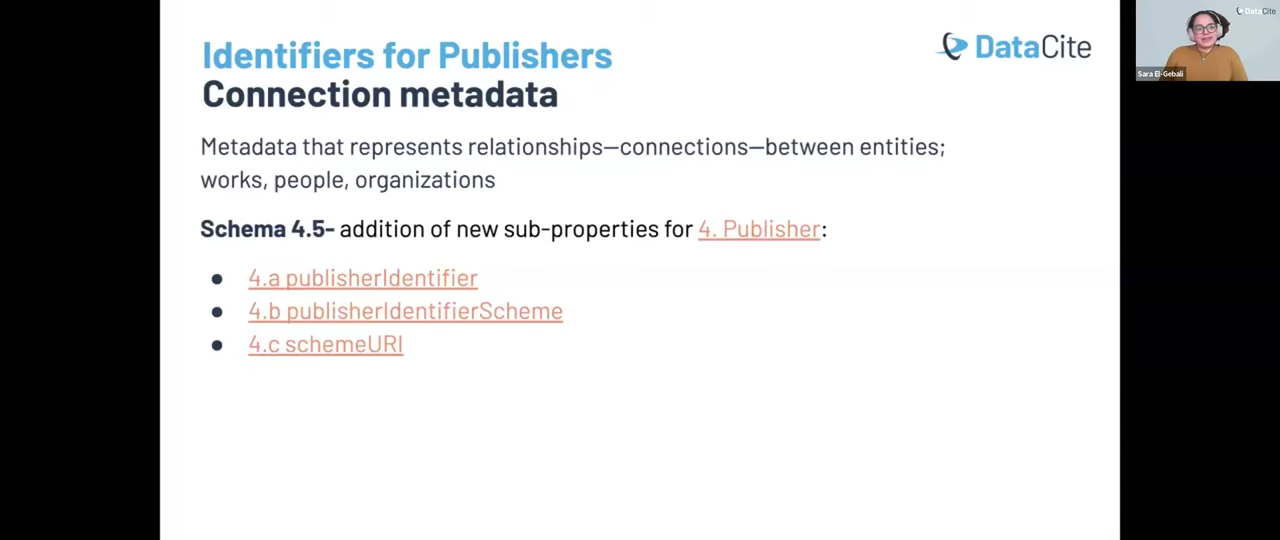 Identifiers for Publishers
Connection metadata
DataCite
DataCite
Sara El-Gebali
Metadata that represents relationships—connections—between entities;
works, people, organizations
Schema 4.5- addition of new sub-properties for 4. Publisher:
● 4.a publisherIdentifier
● 4.b publisherIdentifierScheme
● 4.c schemeURI